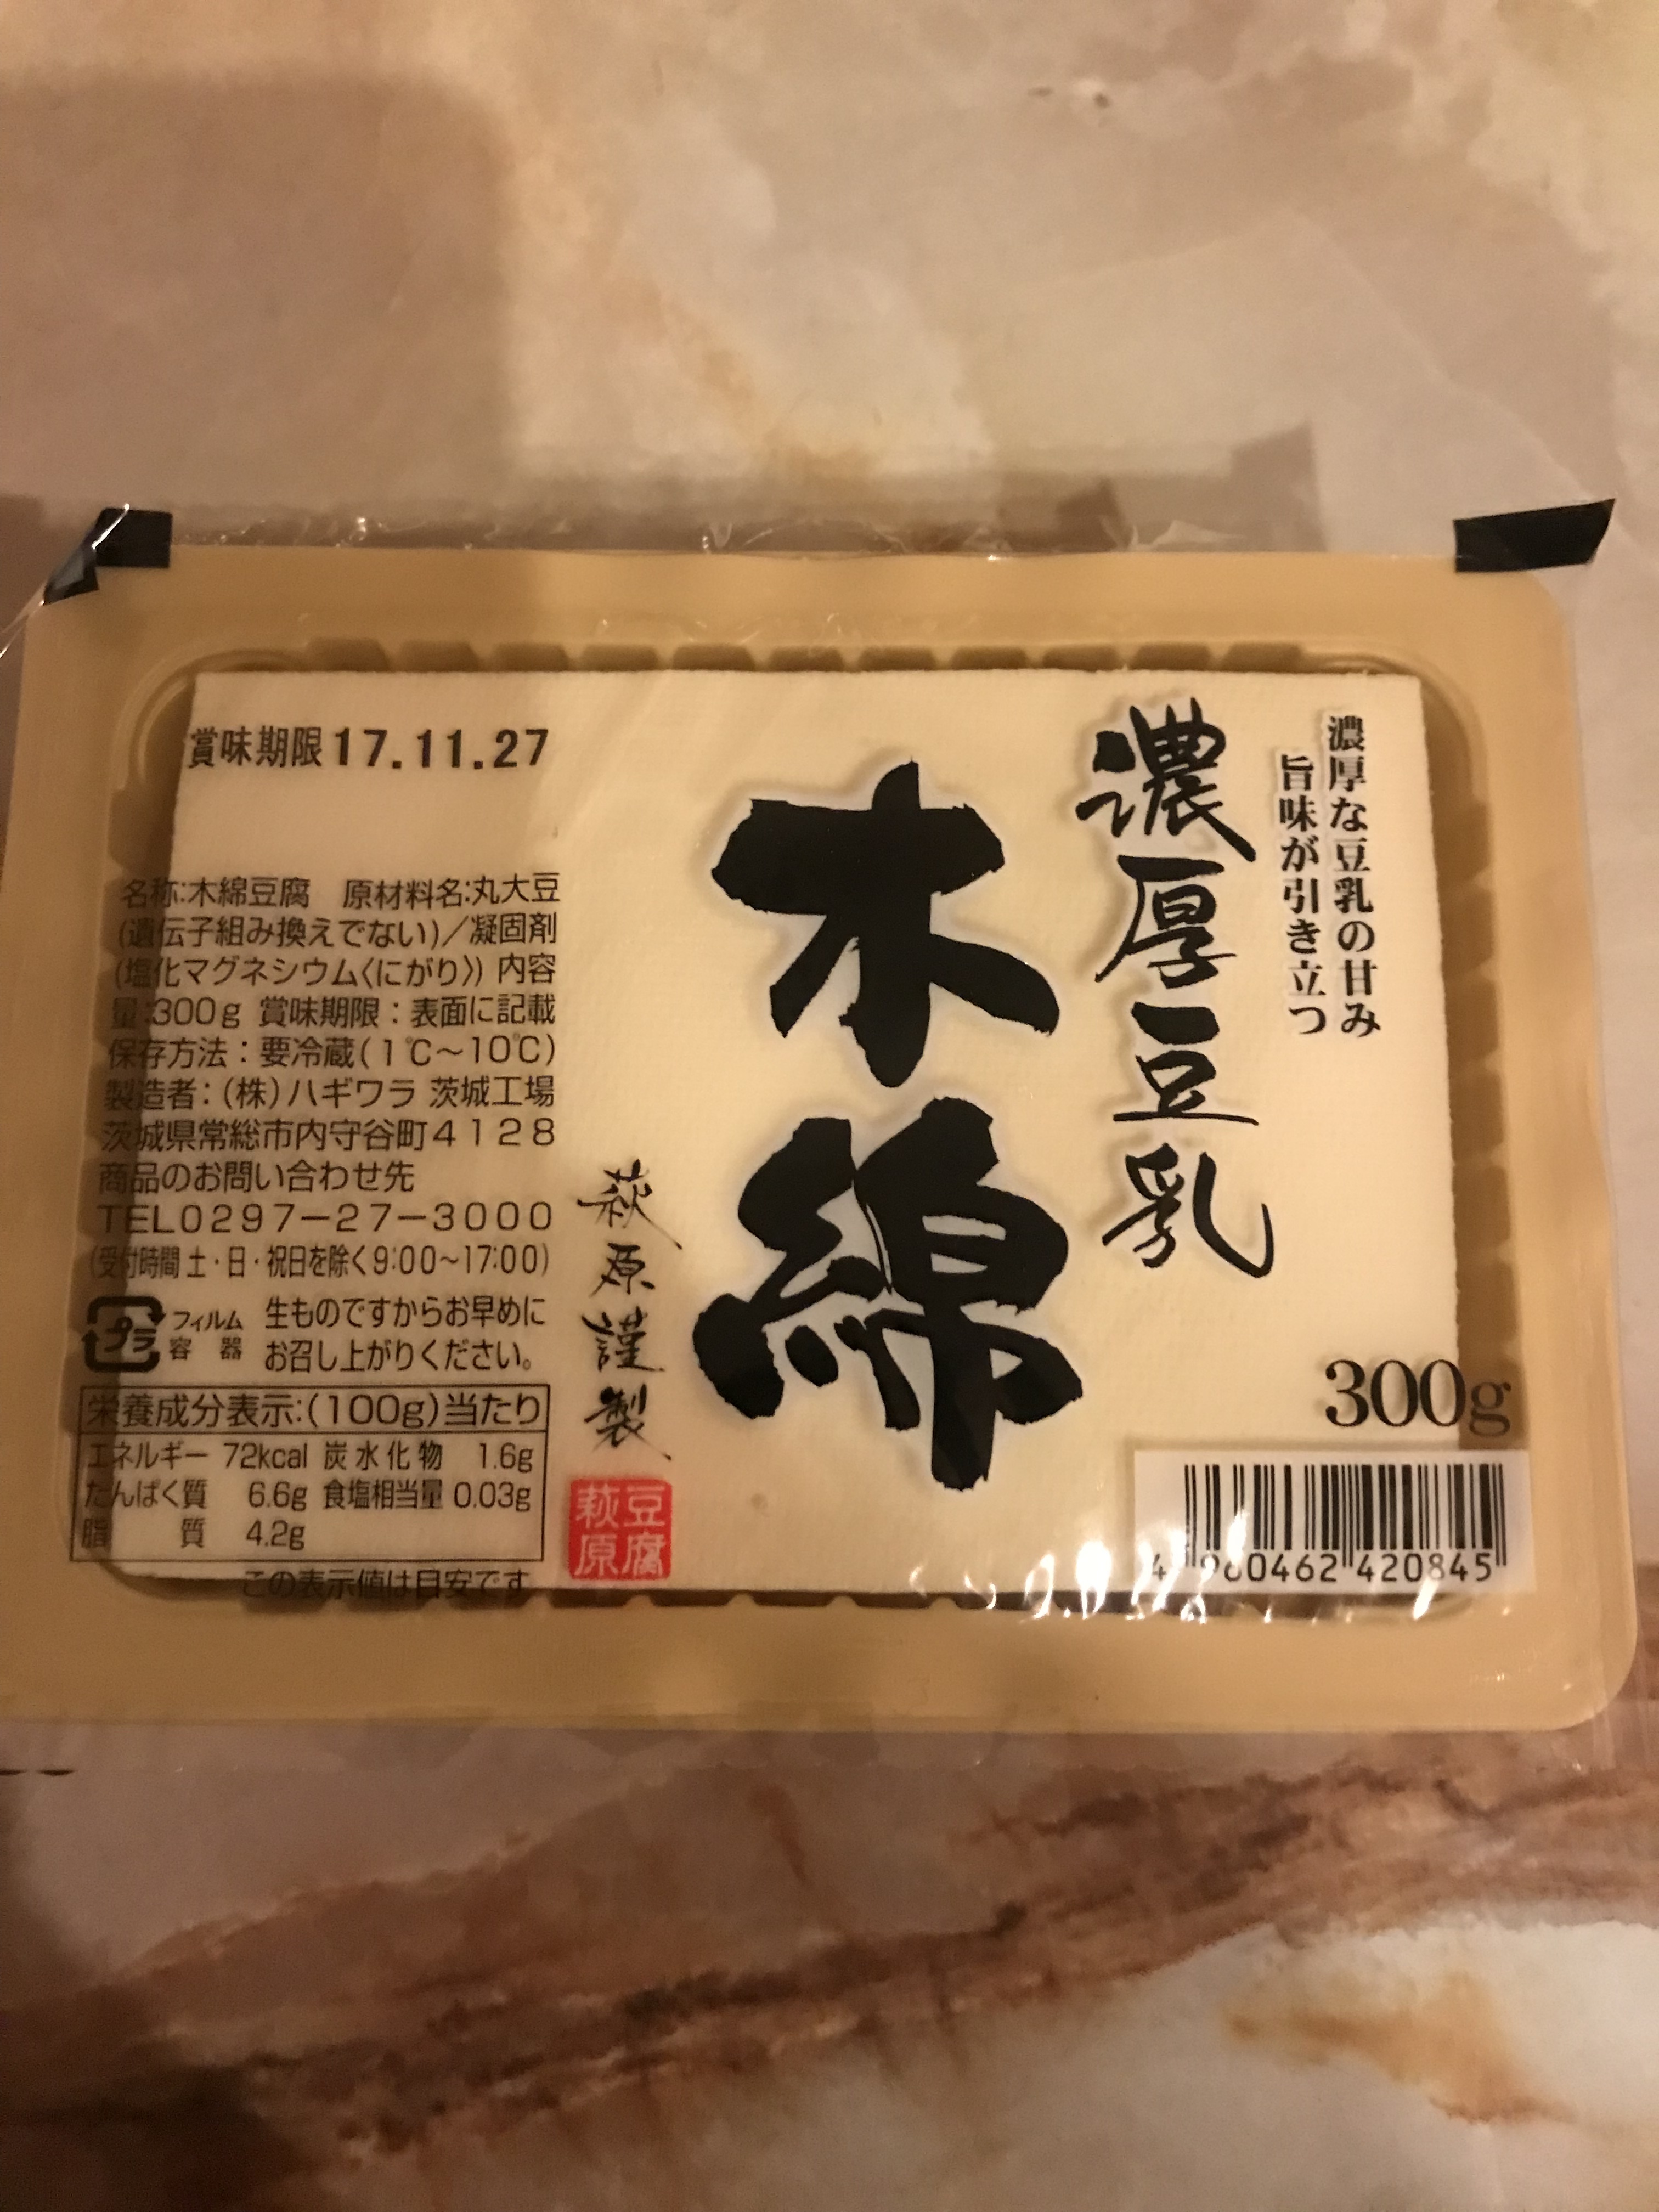 賞味期限17.11.27
濃厚な豆乳の甘み
旨味が引き立つ
濃厚豆乳
木綿
萩原謹製
豆腐
萩原
名称:木綿豆腐　原材料名:丸大豆
(遺伝子組み換えでない)／凝固剤
(塩化マグネシウム〈にがり〉) 内容
量:300g 賞味期限：表面に記載
保存方法：要冷蔵(1℃～10℃)
製造者：(株)ハギワラ 茨城工場
茨城県常総市内守谷町4128
商品のお問い合わせ先
TEL0297-27-3000
(受付時間 土・日・祝日を除く9:00～17:00)
プラ
フィルム
容器
生ものですからお早めに
お召し上がりください。
栄養成分表示:(100g)当たり
エネルギー 72kcal 炭水化物 1.6g
たんぱく質 6.6g 食塩相当量 0.03g
脂質 4.2g
この表示値は目安です
300g
4 960462 420845